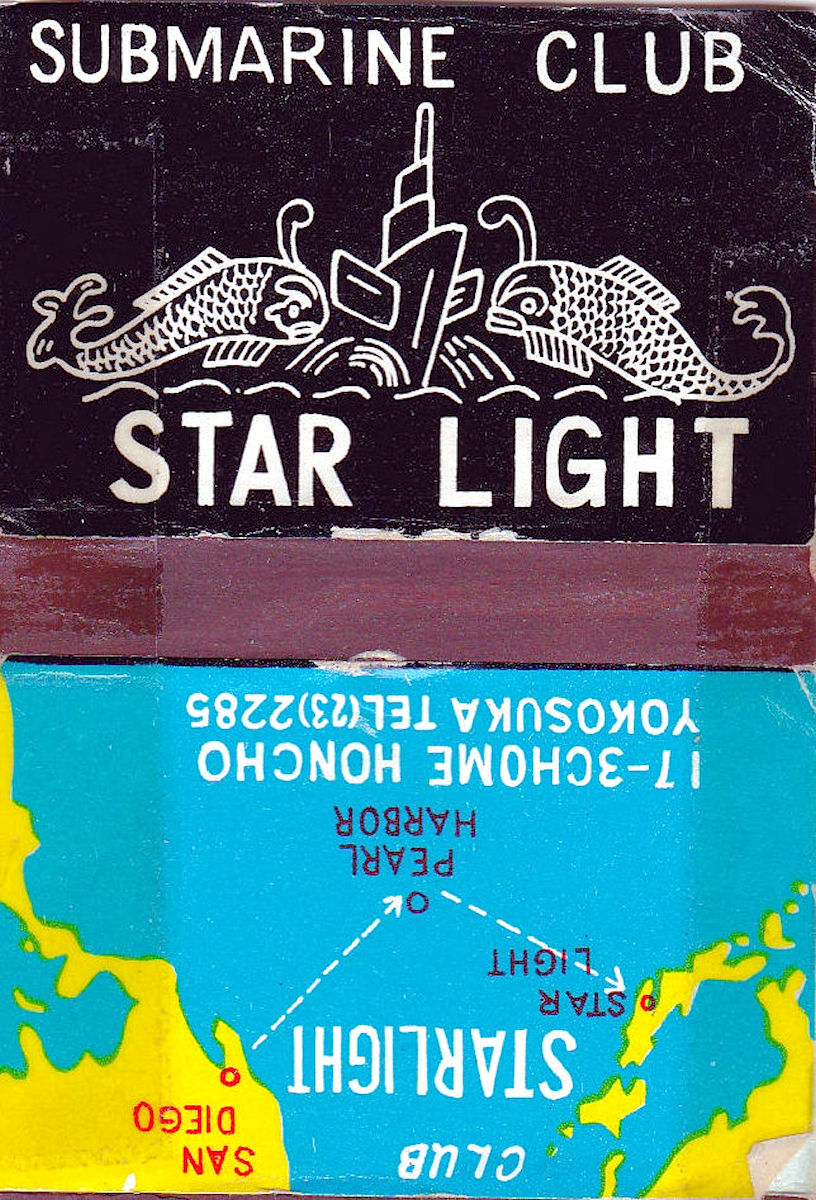 SUBMARINE CLUB
STAR LIGHT
CLUB
STARLIGHT
SAN
DIEGO
STAR
LIGHT
PEARL
HARBOR
17-3CHOME HONCHO
YOKOSUKA TEL(23)2285